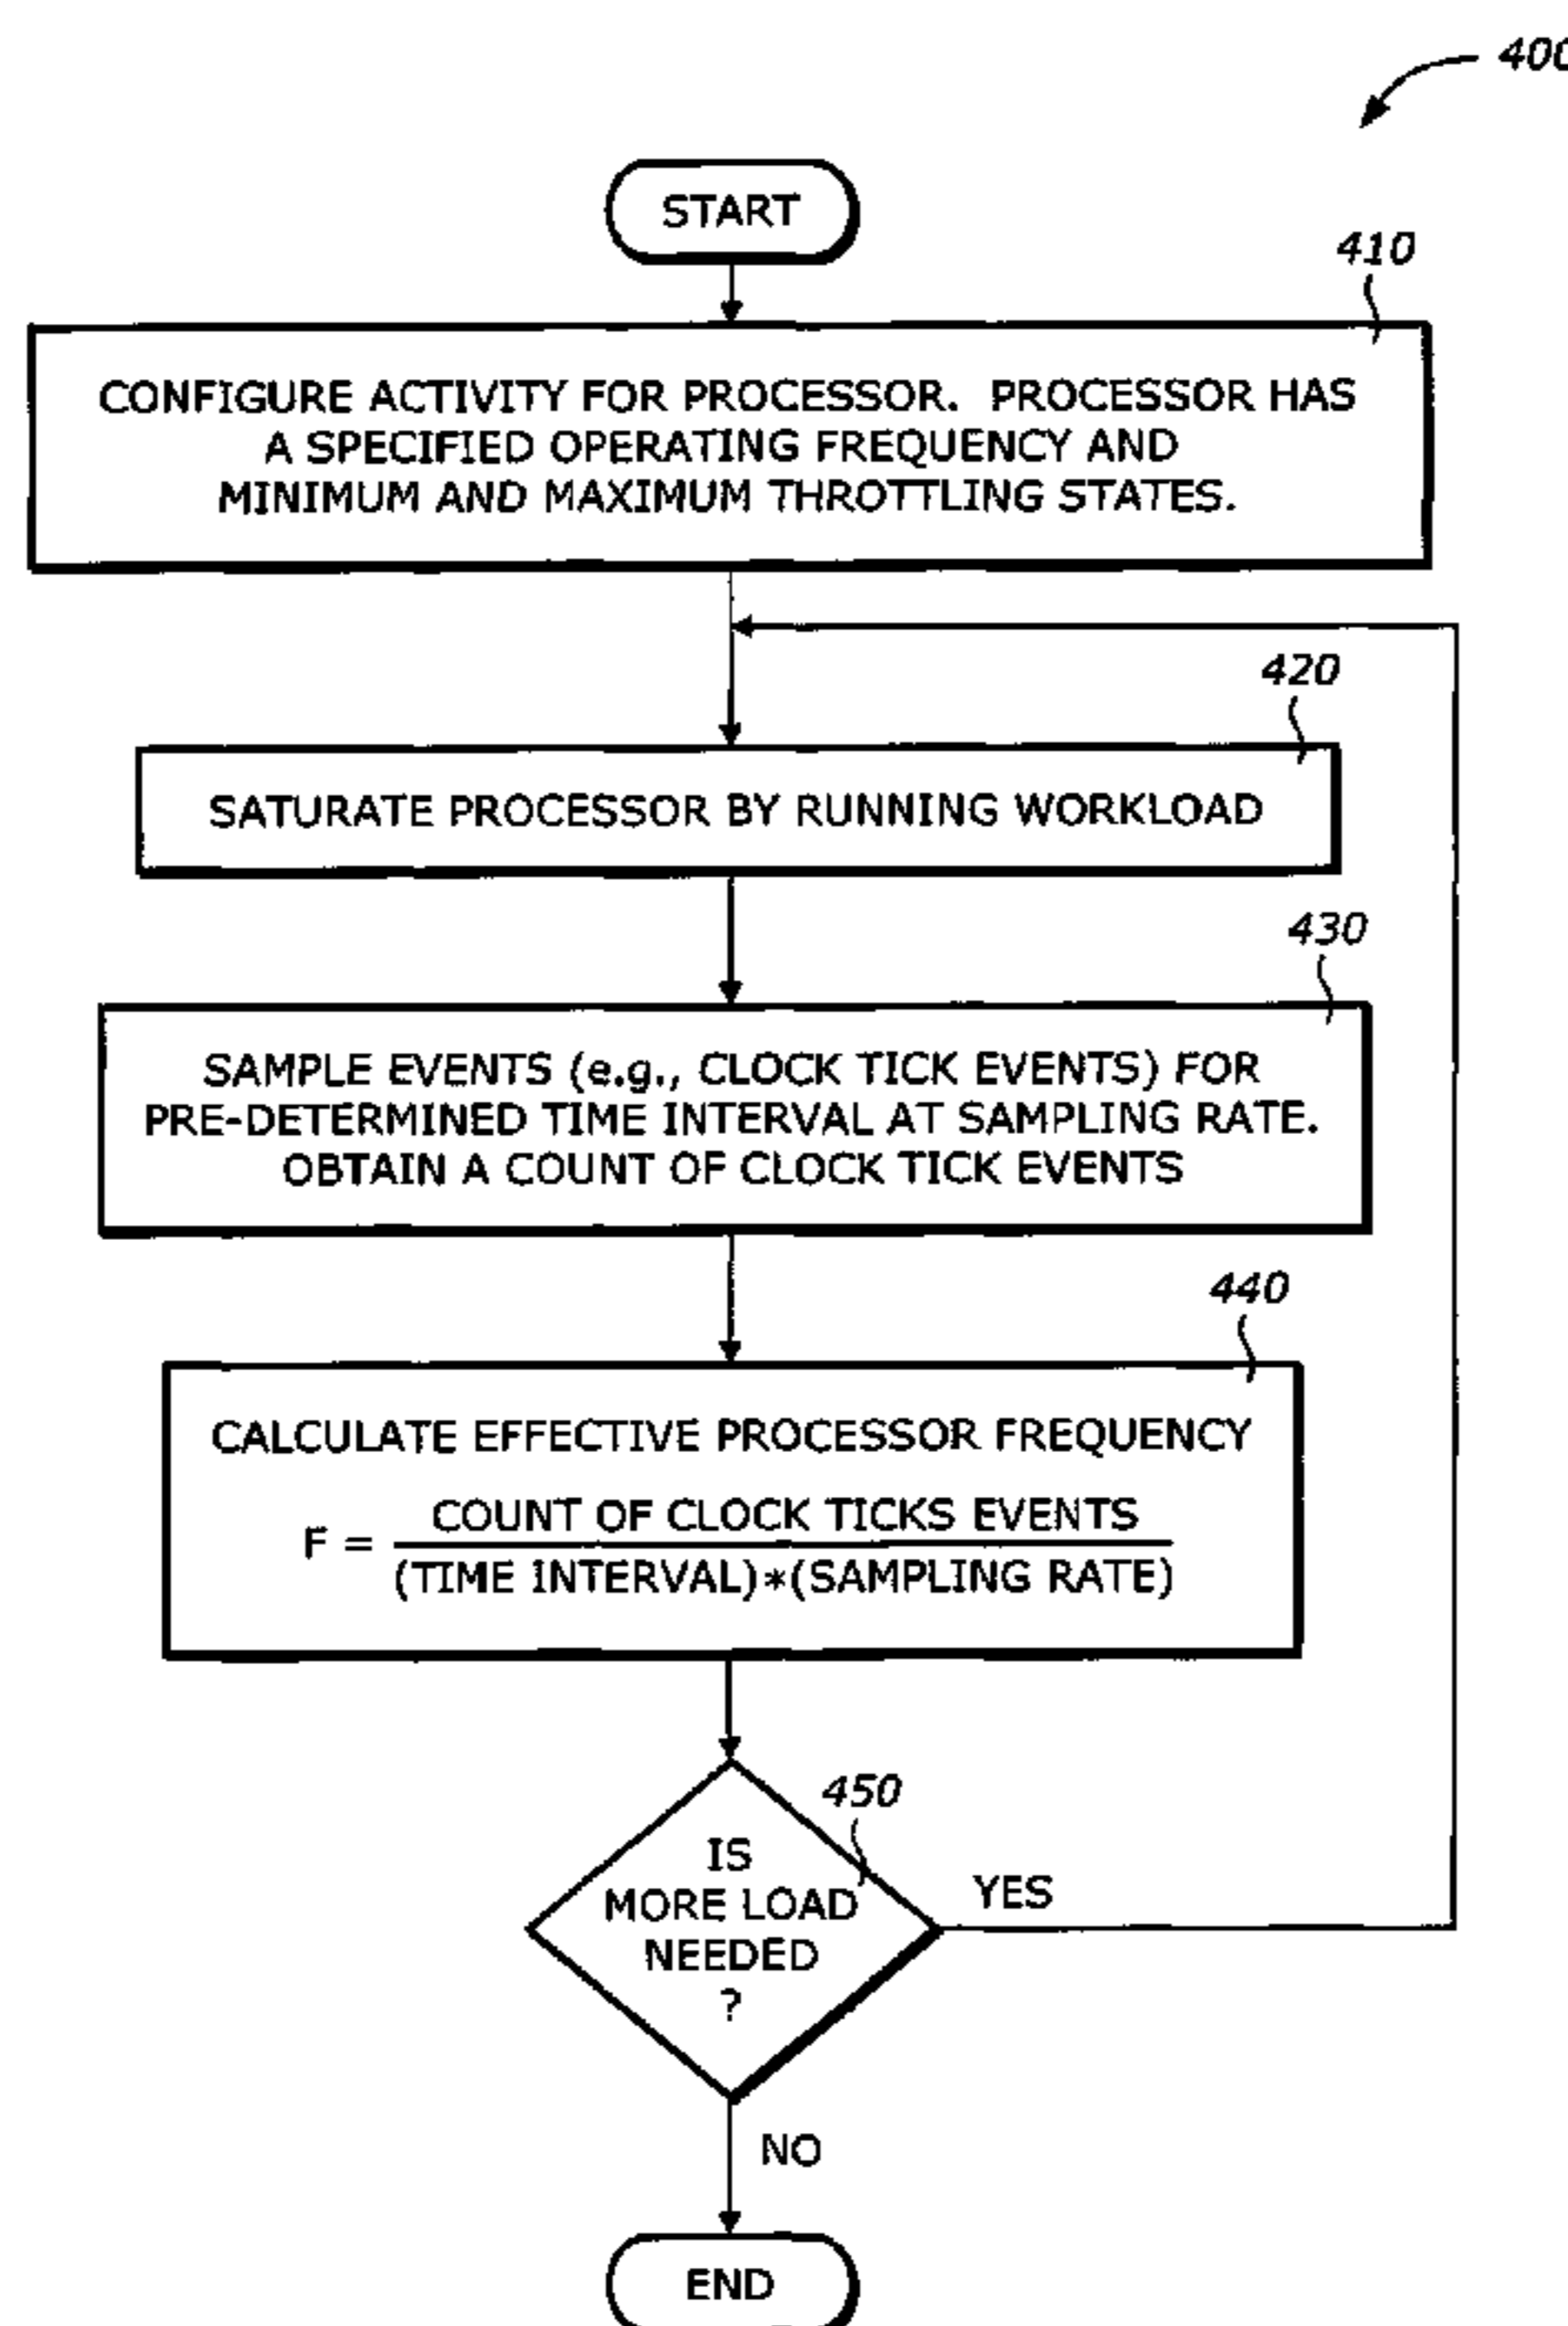 400
START
410
CONFIGURE ACTIVITY FOR PROCESSOR. PROCESSOR HAS
A SPECIFIED OPERATING FREQUENCY AND
MINIMUM AND MAXIMUM THROTTLING STATES.
420
SATURATE PROCESSOR BY RUNNING WORKLOAD
430
SAMPLE EVENTS (e.g., CLOCK TICK EVENTS) FOR
PRE-DETERMINED TIME INTERVAL AT SAMPLING RATE.
OBTAIN A COUNT OF CLOCK TICK EVENTS
440
CALCULATE EFFECTIVE PROCESSOR FREQUENCY
COUNT OF CLOCK TICKS EVENTS
F =
(TIME INTERVAL)*(SAMPLING RATE)
450
IS
MORE LOAD
NEEDED
?
YES
NO
END